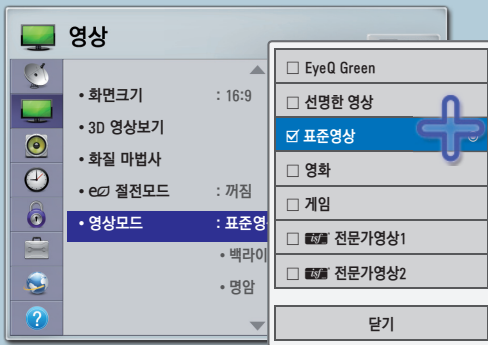 영상
• 화면크기 : 16:9
• 3D 영상보기
• 화질 마법사
• e 절전모드 : 꺼짐
• 영상모드 : 표준영
• 백라이
• 명암
?
EyeQ Green
선명한 영상
표준영상
영화
게임
isf 전문가영상1
isf 전문가영상2
닫기